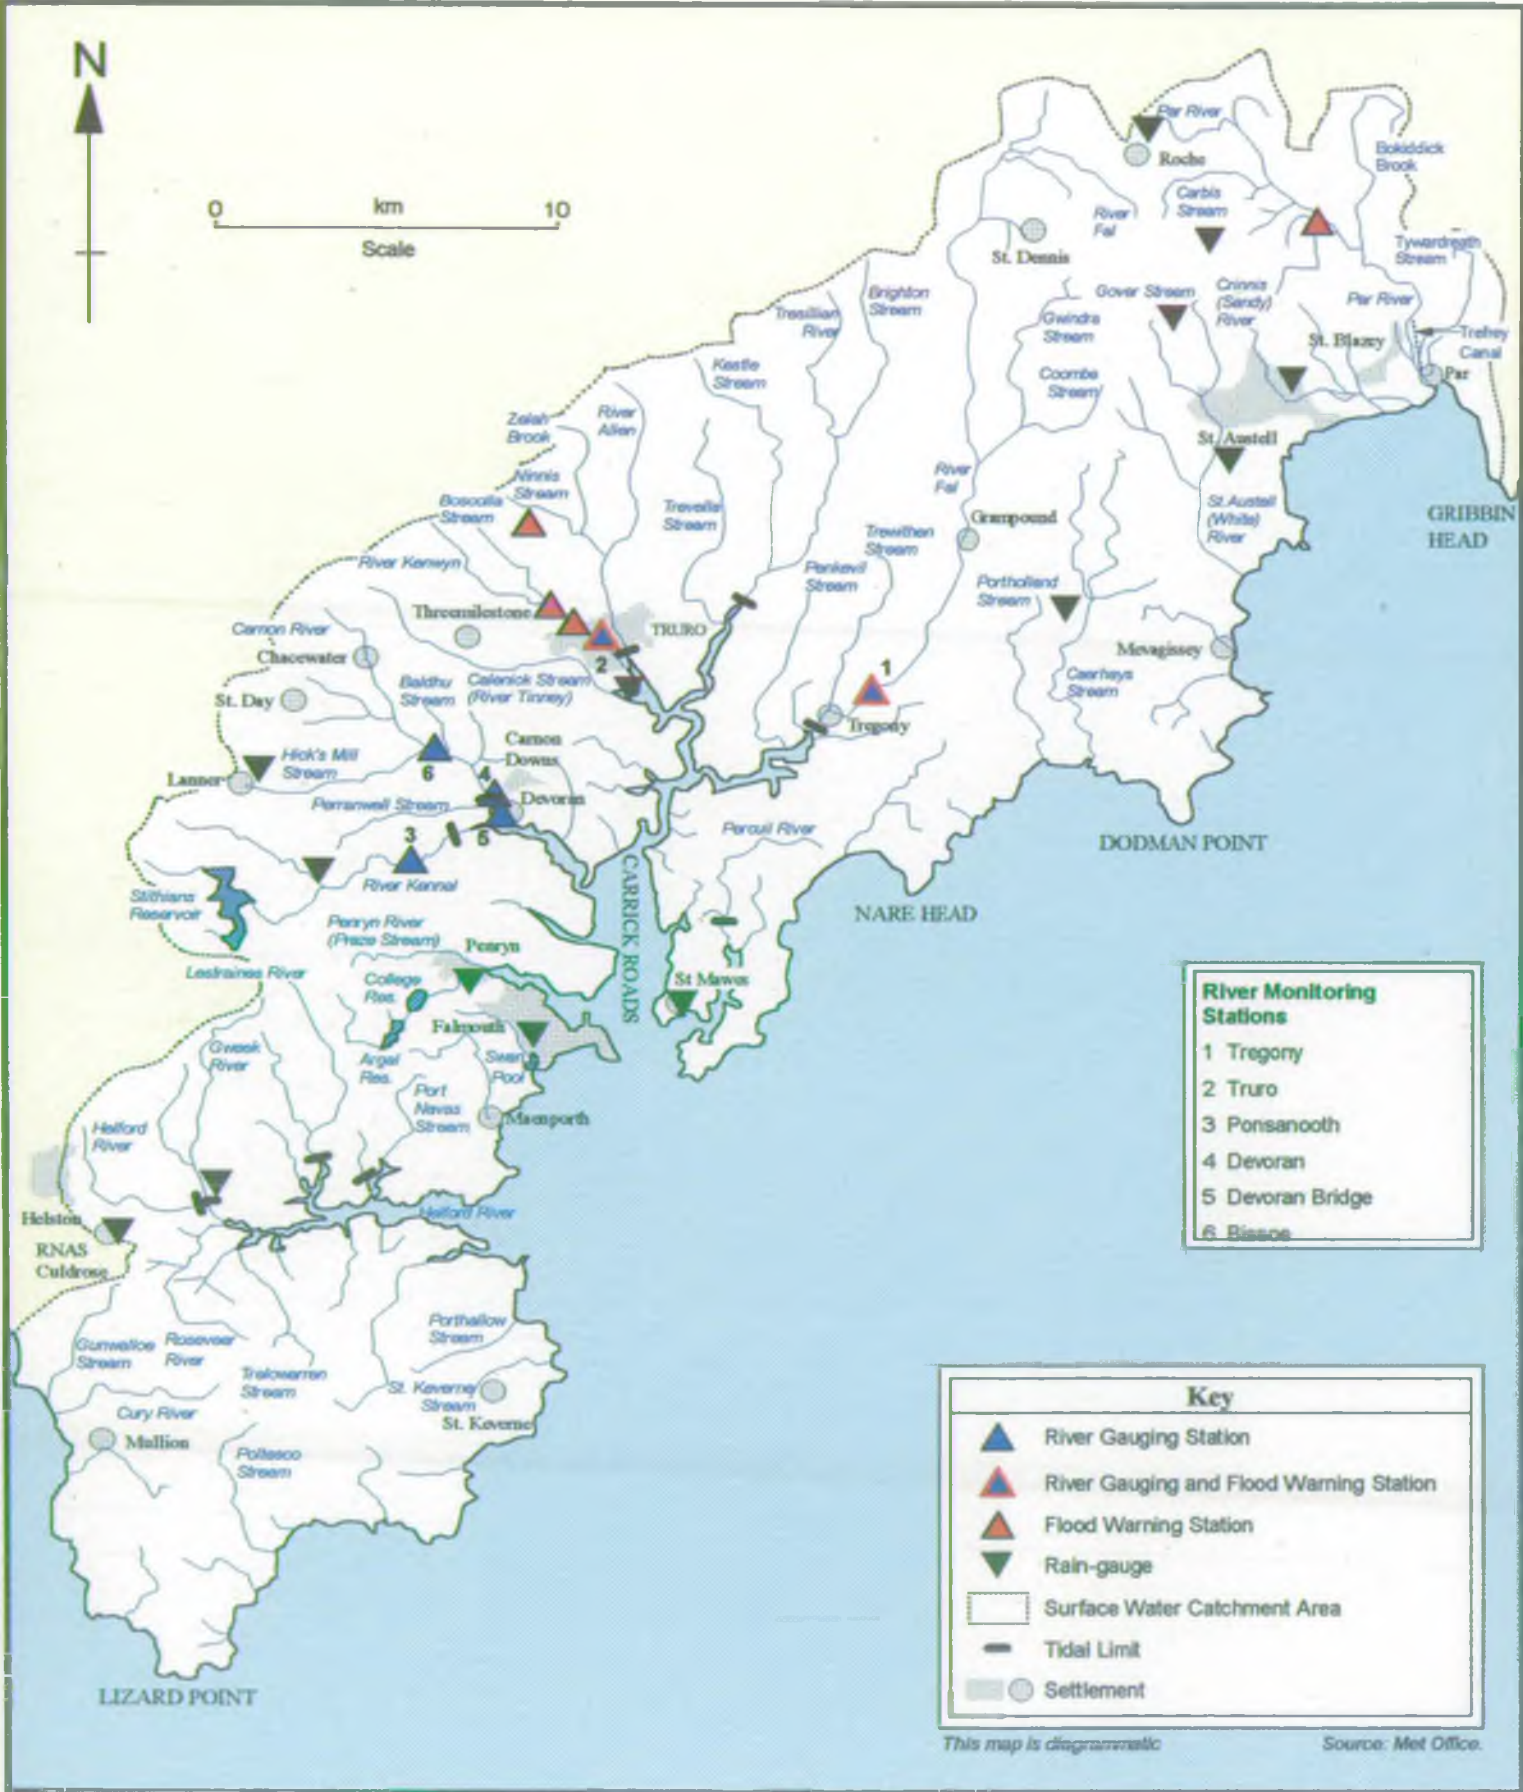 N
0 km 10
Scale
Par River
Roche
Bokiddick
Brook
Carbis
Stream
River
Fal
St. Dennis
Tywardreath
Stream
Gover Stream
Crinnis
(Sandy)
River
Par River
Brighton
Stream
Tresillian
River
Gwindra
Stream
St. Blazey
Treffrey
Canal
Par
Kestle
Stream
Coombe
Stream
Zelah
Brook
River
Allen
St. Austell
River
Fal
Ninnis
Stream
Boscolla
Stream
Trevella
Stream
St. Austell
(White)
River
GRIBBIN
HEAD
Grampound
Trewithen
Stream
River Kenwyn
Penkevil
Stream
Portholland
Stream
Threemilestone
TRURO
Carnon River
Chacewater
Mevagissey
2
1
Baldhu
Stream
Calenick Stream
(River Tinney)
Caerhays
Stream
St. Day
Tregony
Carnon
Downs
Hick's Mill
Stream
6
4
Lanner
Devoran
Perranwell Stream
3
5
Percuil River
DODMAN POINT
River Kennal
CARRICK ROADS
Stithians
Reservoir
NARE HEAD
Penryn River
(Praze Stream)
Penryn
Lestraines River
College
Res.
St Mawes
Falmouth
Gweek
River
Argal
Res.
Swan
Pool
Port
Navas
Stream
Maenporth
Helford
River
Helford River
Helston
RNAS
Culdrose
Porthallow
Stream
Gunwalloe
Stream
Roseveer
River
Trelowarren
Stream
St. Keverne
Stream
St. Keverne
Cury River
Mullion
Poltesco
Stream
LIZARD POINT
River Monitoring
Stations
1 Tregony
2 Truro
3 Ponsanooth
4 Devoran
5 Devoran Bridge
6 Bissoe
Key
River Gauging Station
River Gauging and Flood Warning Station
Flood Warning Station
Rain-gauge
Surface Water Catchment Area
Tidal Limit
Settlement
This map is diagrammatic
Source: Met Office.